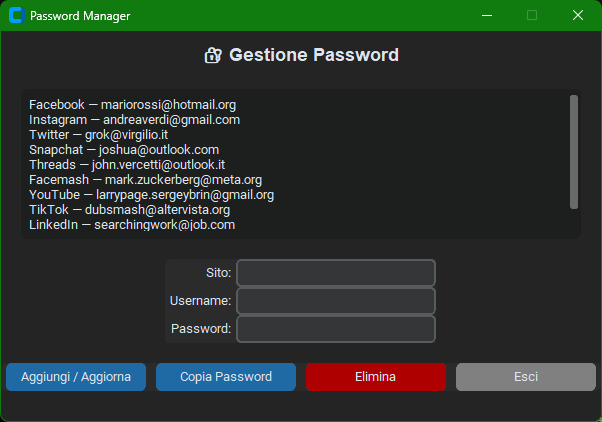 Password Manager
Gestione Password
Facebook — mariorossi@hotmail.org
Instagram — andreaverdi@gmail.com
Twitter — grok@virgilio.it
Snapchat — joshua@outlook.com
Threads — john.vercetti@outlook.it
Facemash — mark.zuckerberg@meta.org
YouTube — larrypage.sergeybrin@gmail.org
TikTok — dubsmash@altervista.org
LinkedIn — searchingwork@job.com
Sito:
Username:
Password:
Aggiungi / Aggiorna Copia Password Elimina Esci